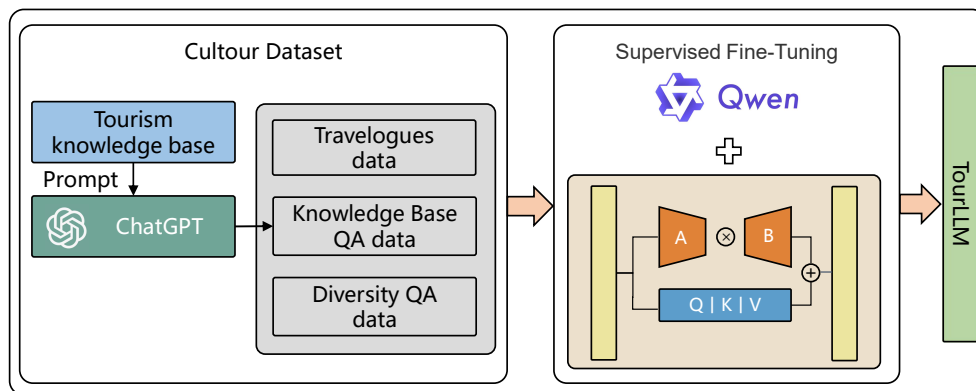 Cultour Dataset
Tourism
knowledge base
Prompt
ChatGPT
Travelogues
data
Knowledge Base
QA data
Diversity QA
data
Supervised Fine-Tuning
Qwen
A
B
Q | K | V
TourLLM